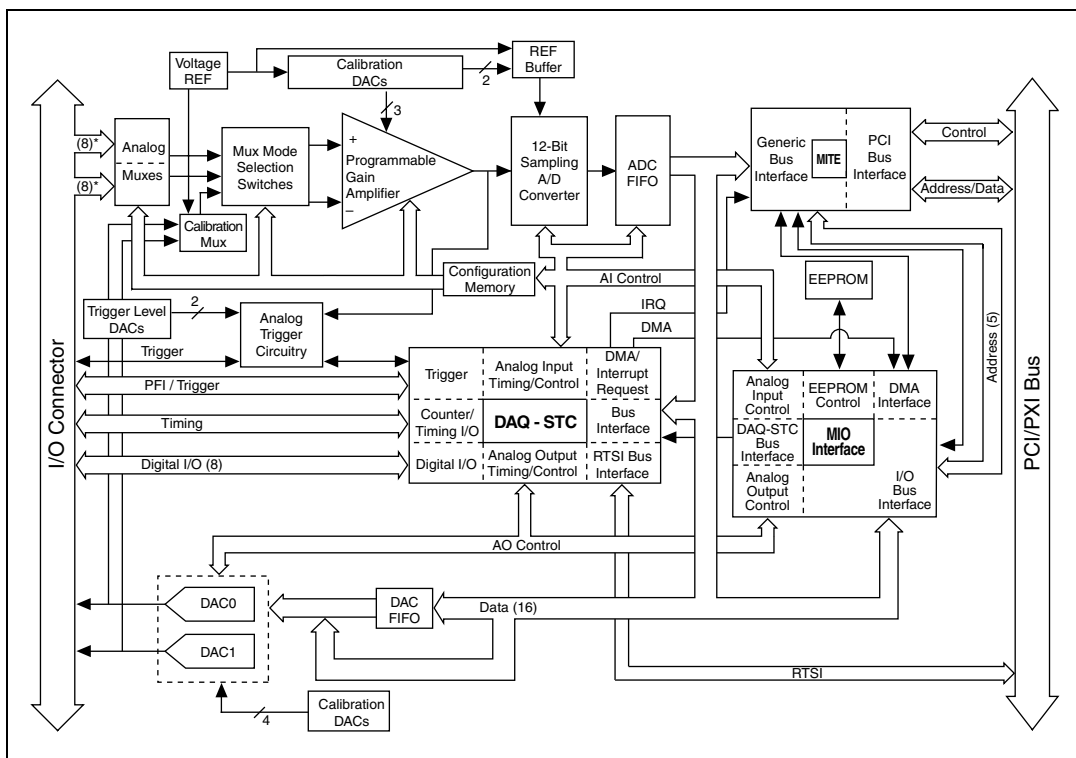 Voltage
REF
Calibration
DACs
2
REF
Buffer
3
(8)*
(8)*
Analog
Muxes
Mux Mode
Selection
Switches
+
Programmable
Gain
Amplifier
–
12-Bit
Sampling
A/D
Converter
ADC
FIFO
Generic
Bus
Interface
MITE
PCI
Bus
Interface
Control
Address/Data
Calibration
Mux
Configuration
Memory
AI Control
EEPROM
Trigger Level
DACs
2
Analog
Trigger
Circuitry
IRQ
DMA
Address (5)
I/O Connector
PCI/PXI Bus
Trigger
PFI / Trigger
Timing
Digital I/O (8)
Trigger
Analog Input
Timing/Control
DMA/
Interrupt
Request
Counter/
Timing I/O
DAQ - STC
Bus
Interface
Digital I/O
Analog Output
Timing/Control
RTSI Bus
Interface
Analog
Input
Control
EEPROM
Control
DMA
Interface
DAQ-STC
Bus
Interface
MIO
Interface
Analog
Output
Control
I/O
Bus
Interface
AO Control
DAC0
DAC1
DAC
FIFO
Data (16)
RTSI
4
Calibration
DACs